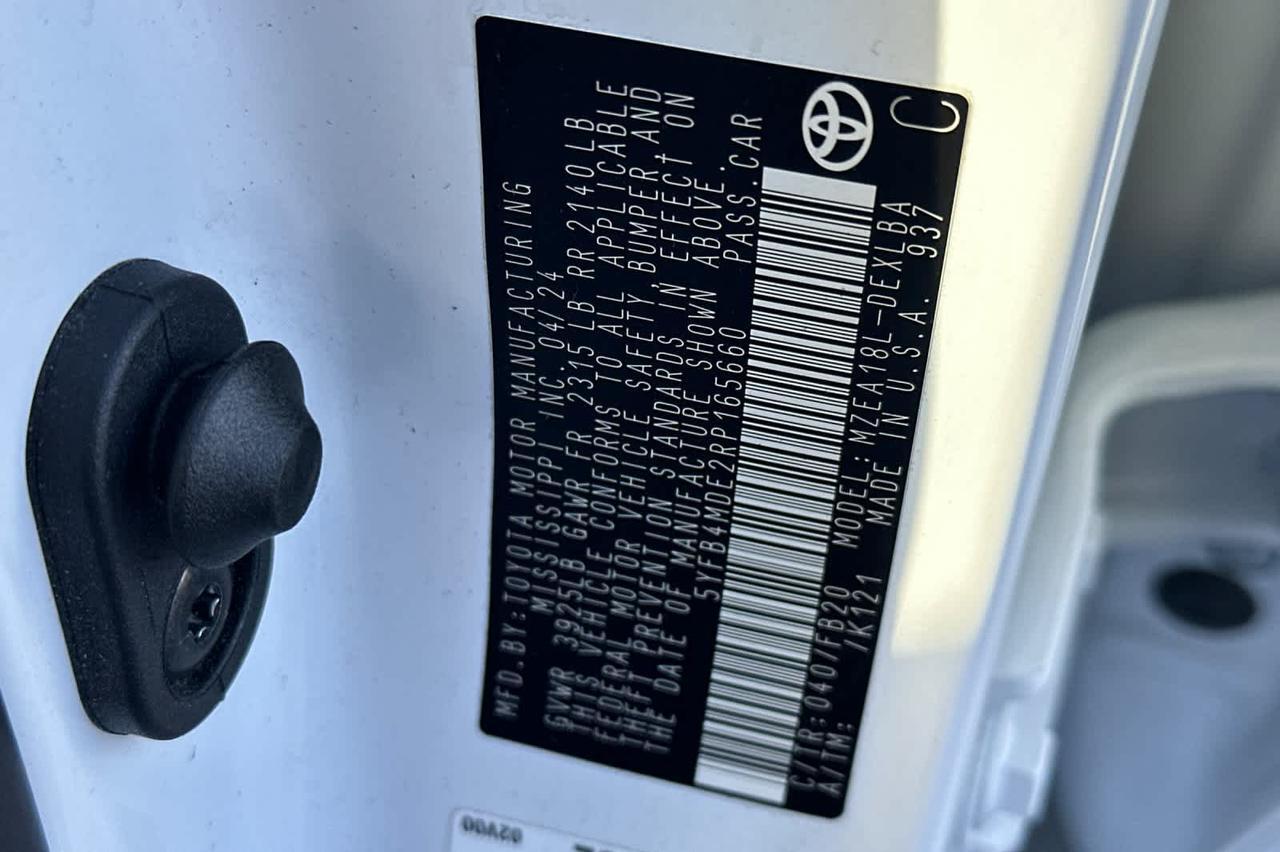 MFD.BY:TOYOTA MOTOR MANUFACTURING
MISSISSIPPI INC. 04/24
GVWR 3925LB GAWR FR 2315LB RR 2140LB
THIS VEHICLE CONFORMS TO ALL APPLICABLE
FEDERAL MOTOR VEHICLE SAFETY,BUMPER,AND
THEFT PREVENTION STANDARDS IN EFFECT ON
THE DATE OF MANUFACTURE SHOWN ABOVE.
5YFB4MDE2RP165660 PASS.CAR
C/TR:040/FB20 MODEL:MZEA18L-DEXLBA
A/TM: /K121 MADE IN U.S.A. 937
C
02A00